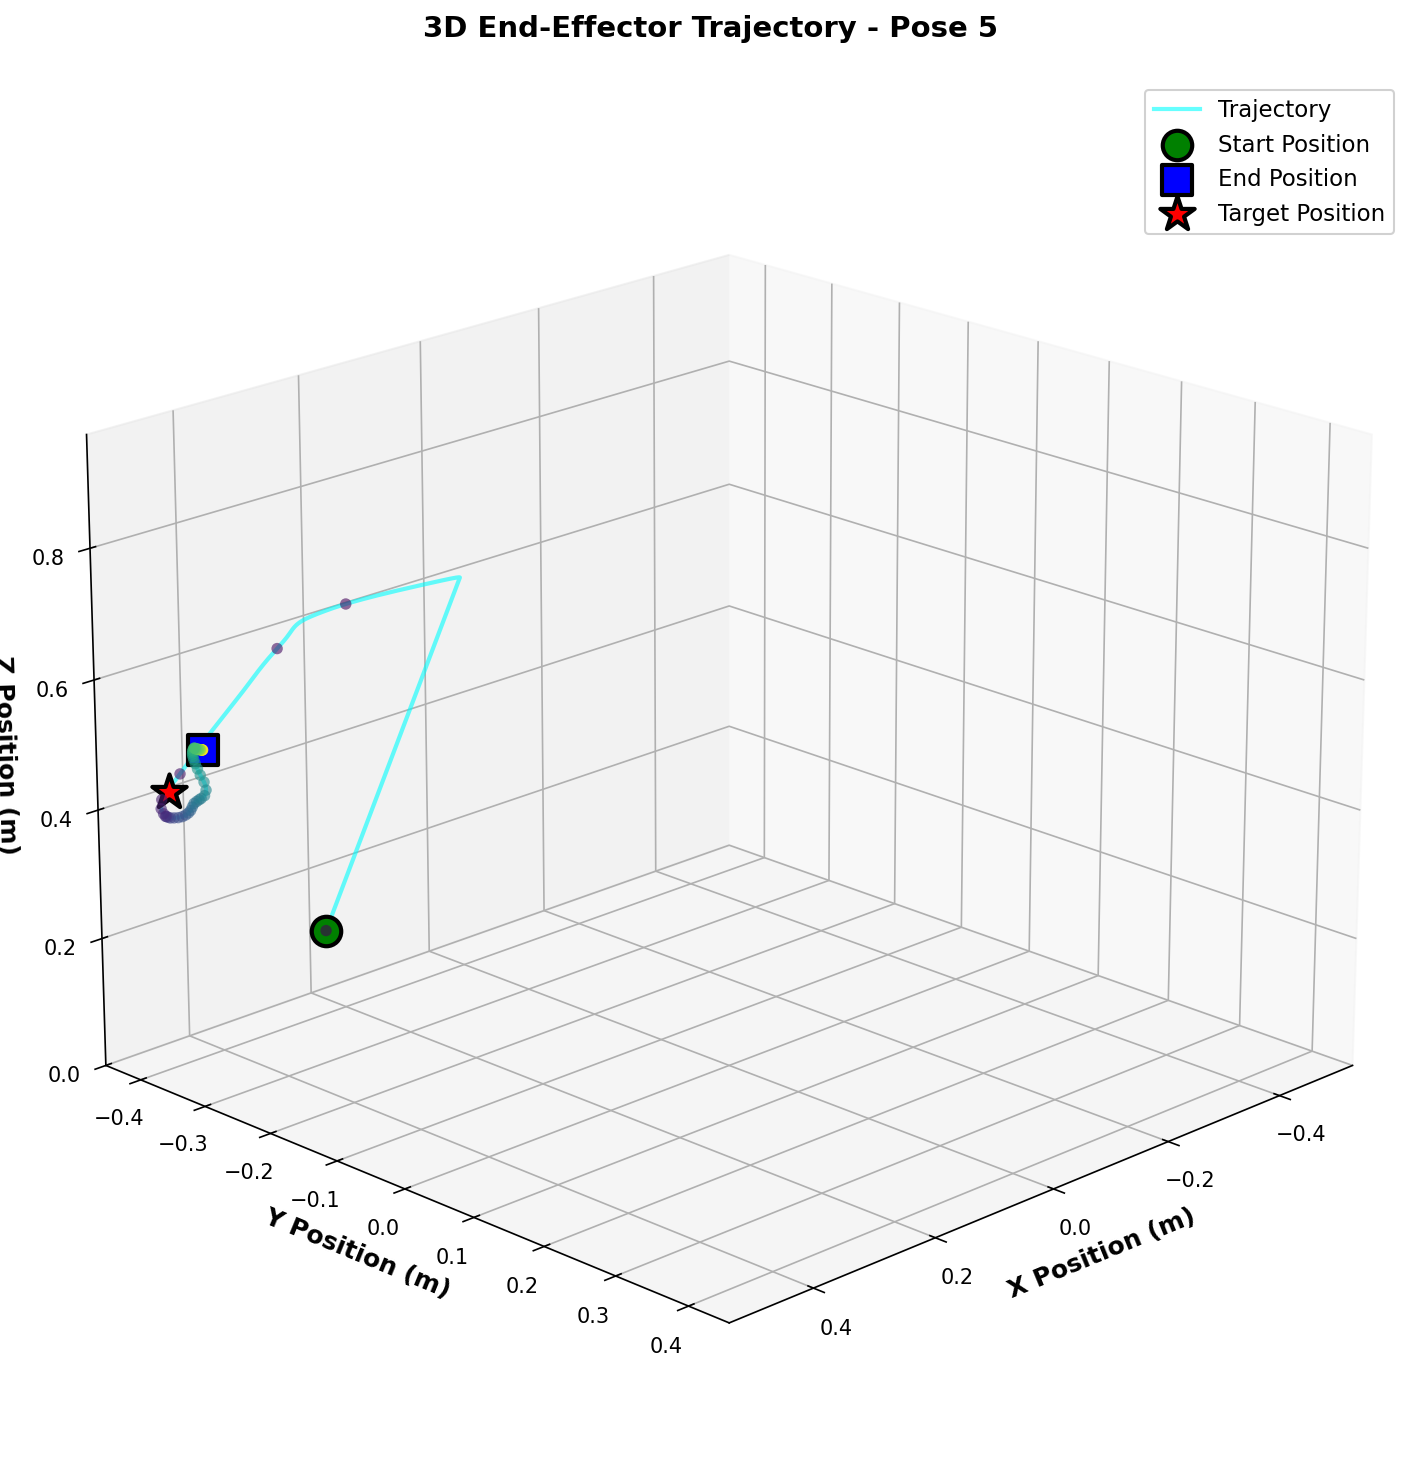 3D End-Effector Trajectory - Pose 5
Trajectory
Start Position
End Position
Target Position
0.8
0.6
0.4
0.2
0.0
Z Position (m)
−0.4
−0.3
−0.2
−0.1
0.0
0.1
0.2
0.3
0.4
Y Position (m)
−0.4
−0.2
0.0
0.2
0.4
X Position (m)